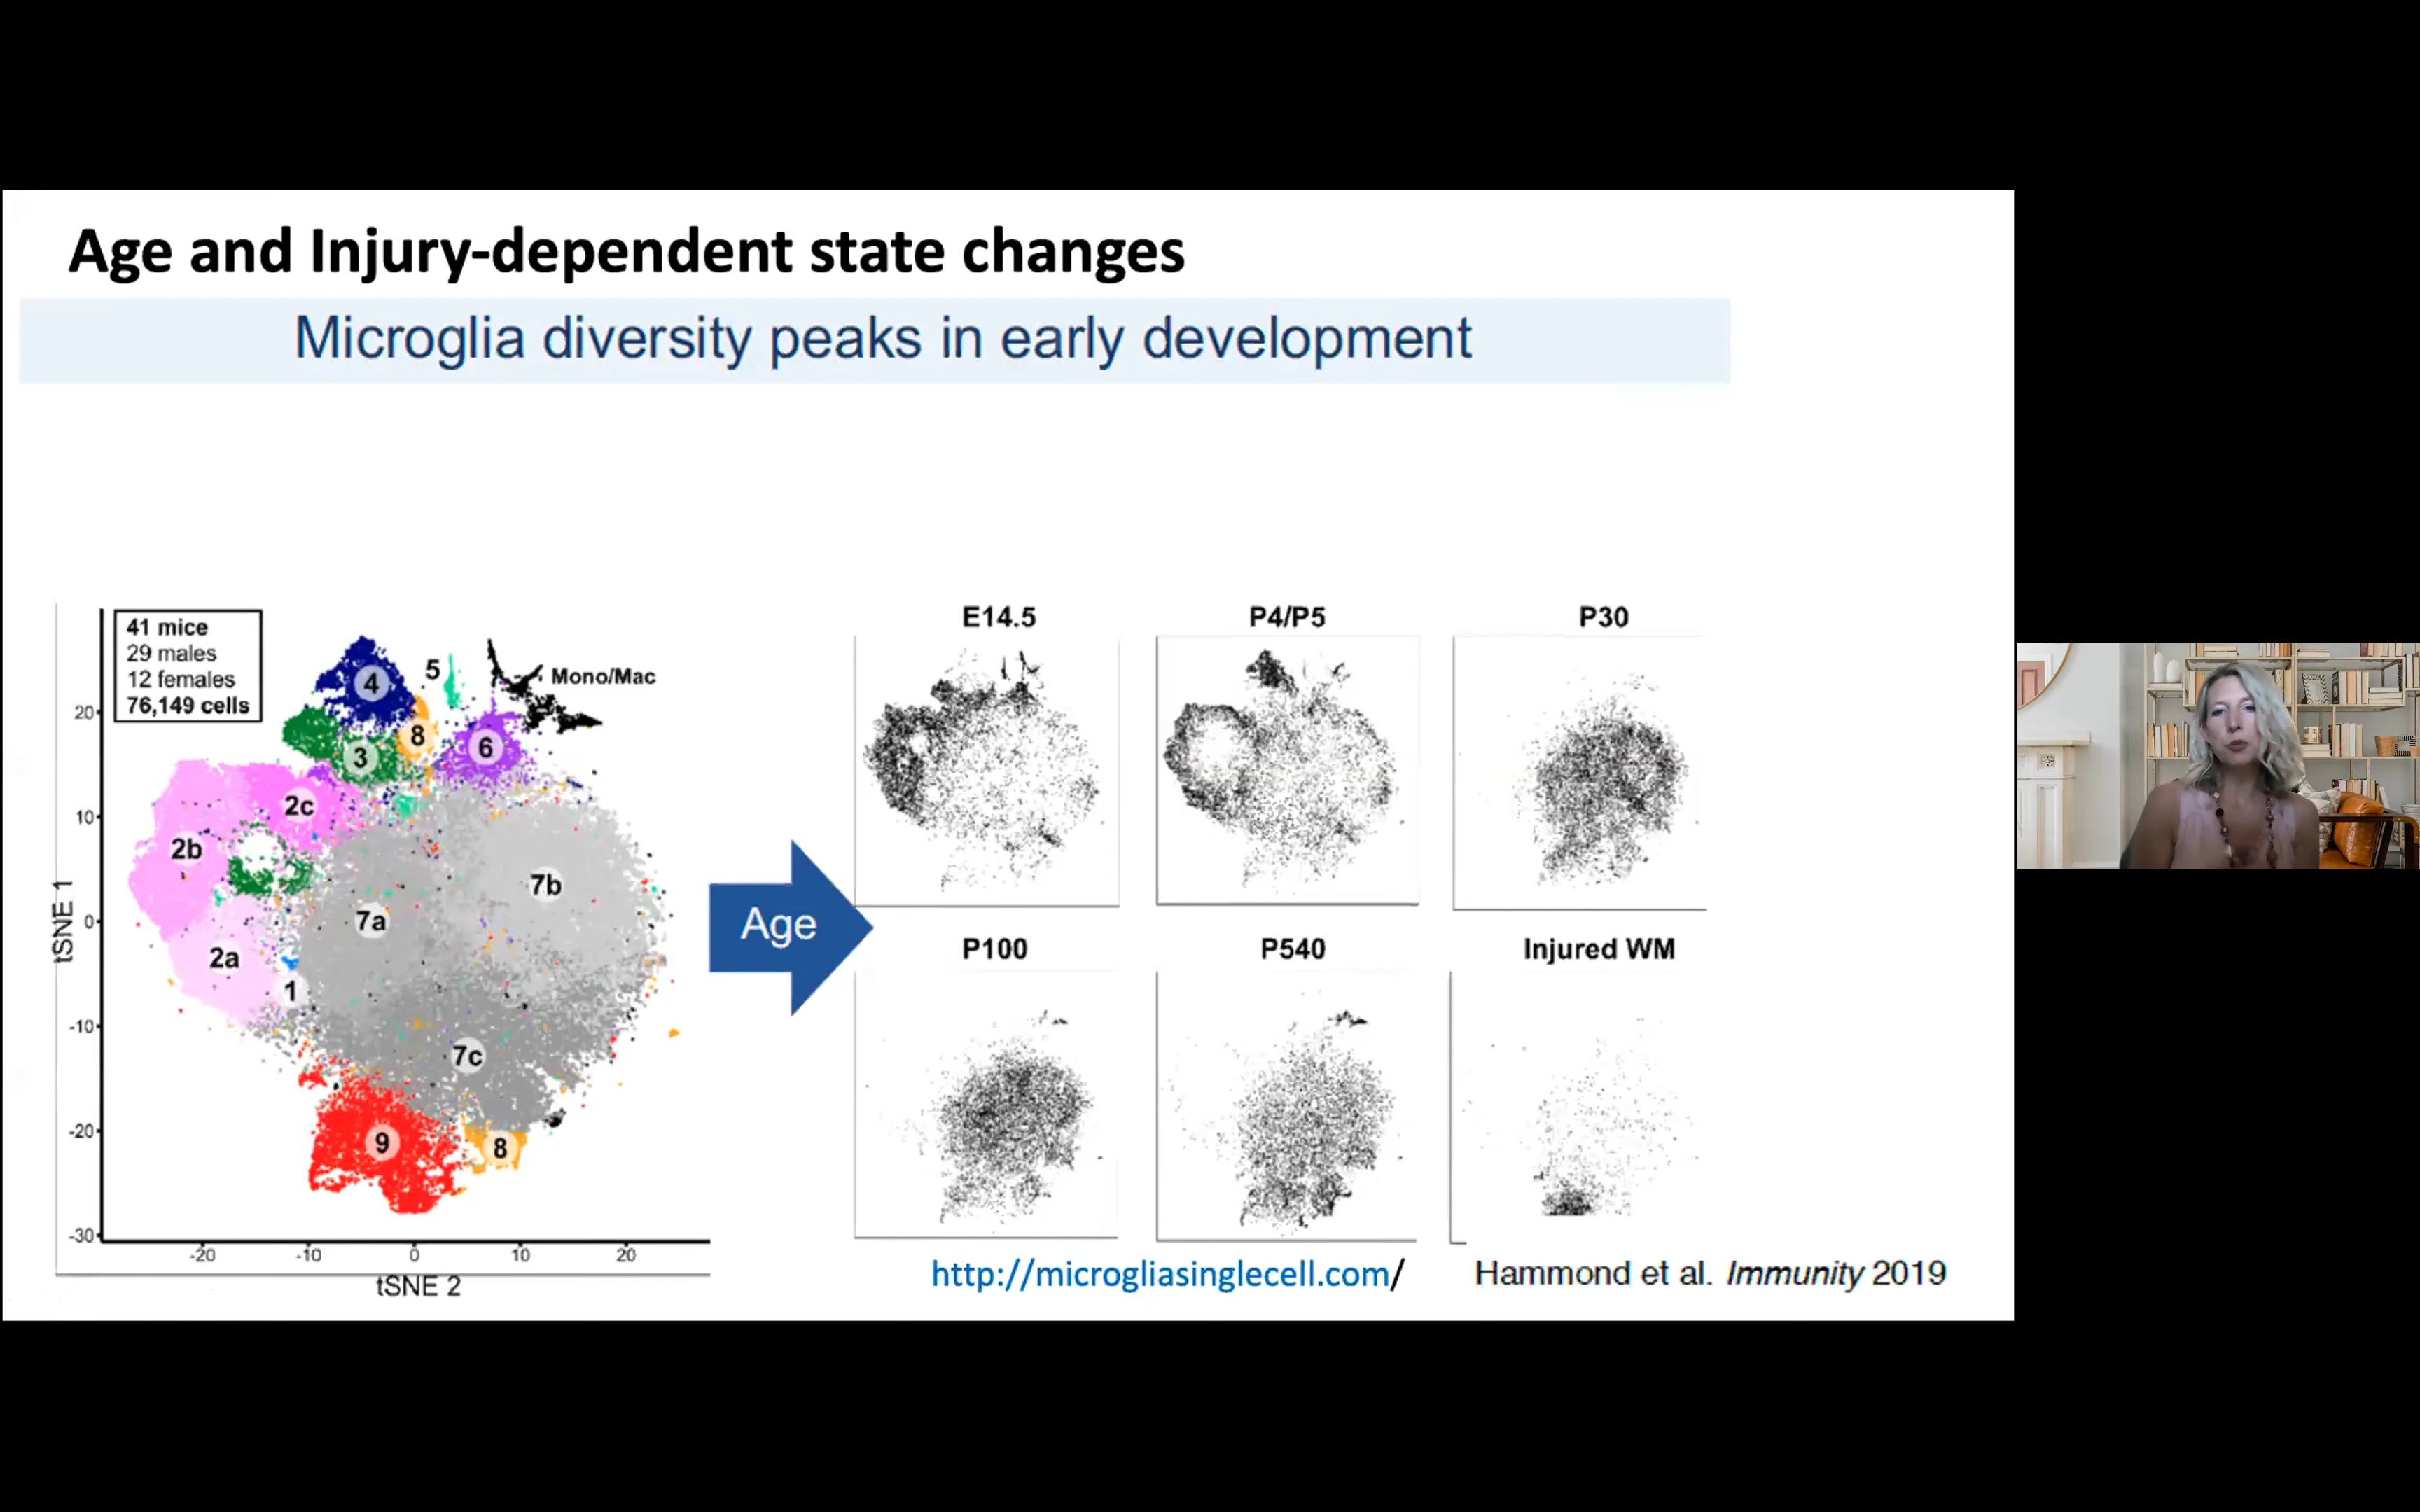 Age and Injury-dependent state changes
Microglia diversity peaks in early development
41 mice
29 males
12 females
76,149 cells
4
5
Mono/Mac
3
8
6
2c
2b
7b
7a
2a
1
7c
9
8
20
10
0
-10
-20
-30
-20
-10
0
10
20
tSNE 1
tSNE 2
Age
E14.5
P4/P5
P30
P100
P540
Injured WM
http://microgliasinglecell.com/
Hammond et al. Immunity 2019